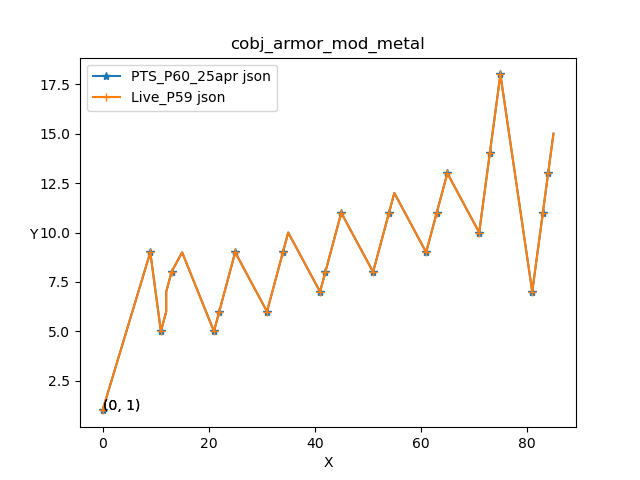 cobj_armor_mod_metal
PTS_P60_25apr json
Live_P59 json
17.5
15.0
12.5
Y 10.0
7.5
5.0
2.5
(0, 1)
0 20 40 60 80
X